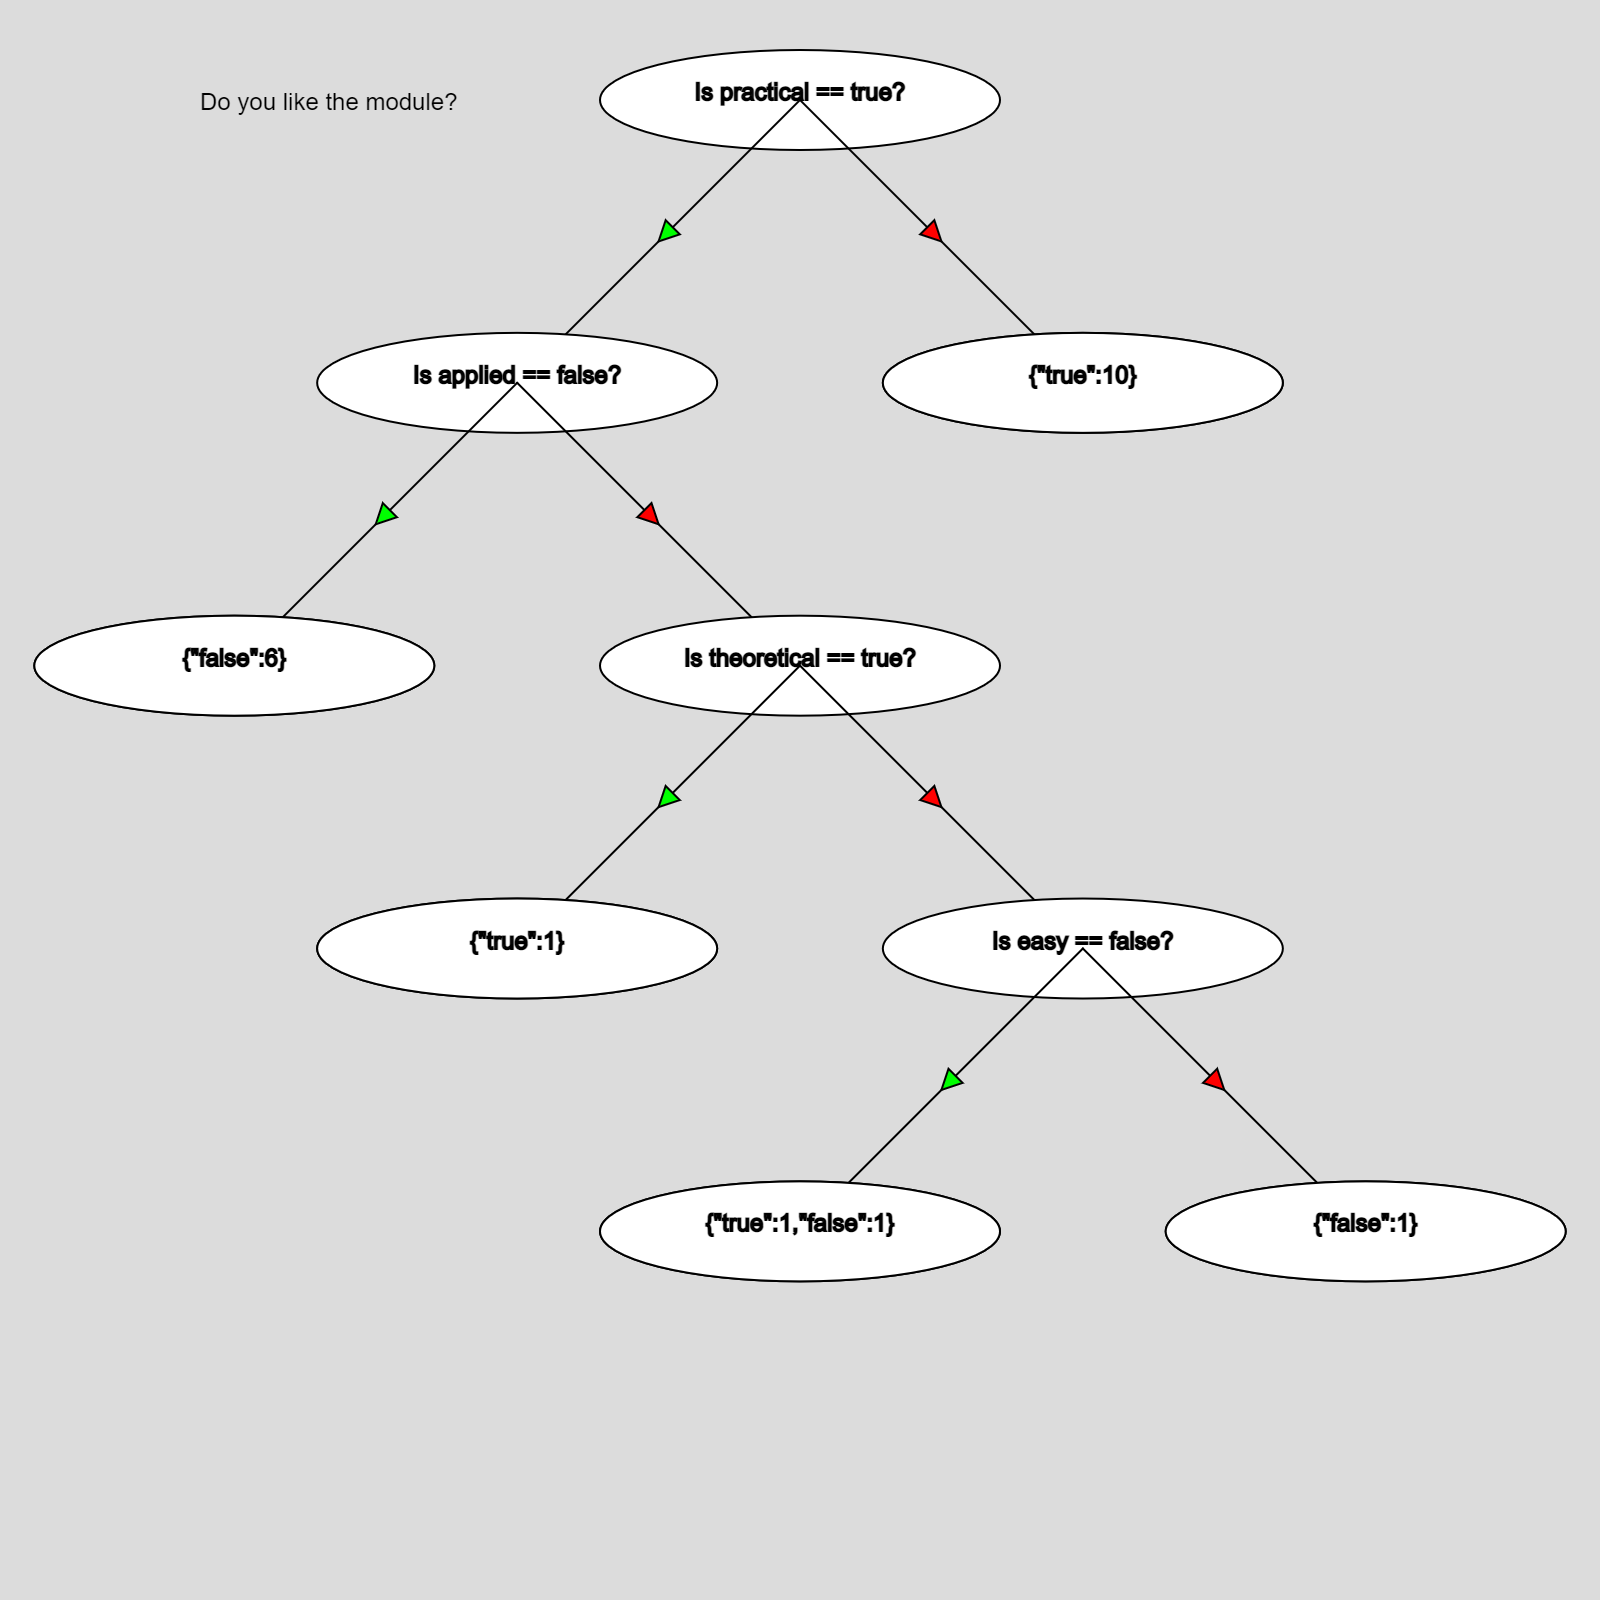 Do you like the module?
Is practical == true?
Is applied == false?
{"true":10}
{"false":6}
Is theoretical == true?
{"true":1}
Is easy == false?
{"true":1,"false":1}
{"false":1}